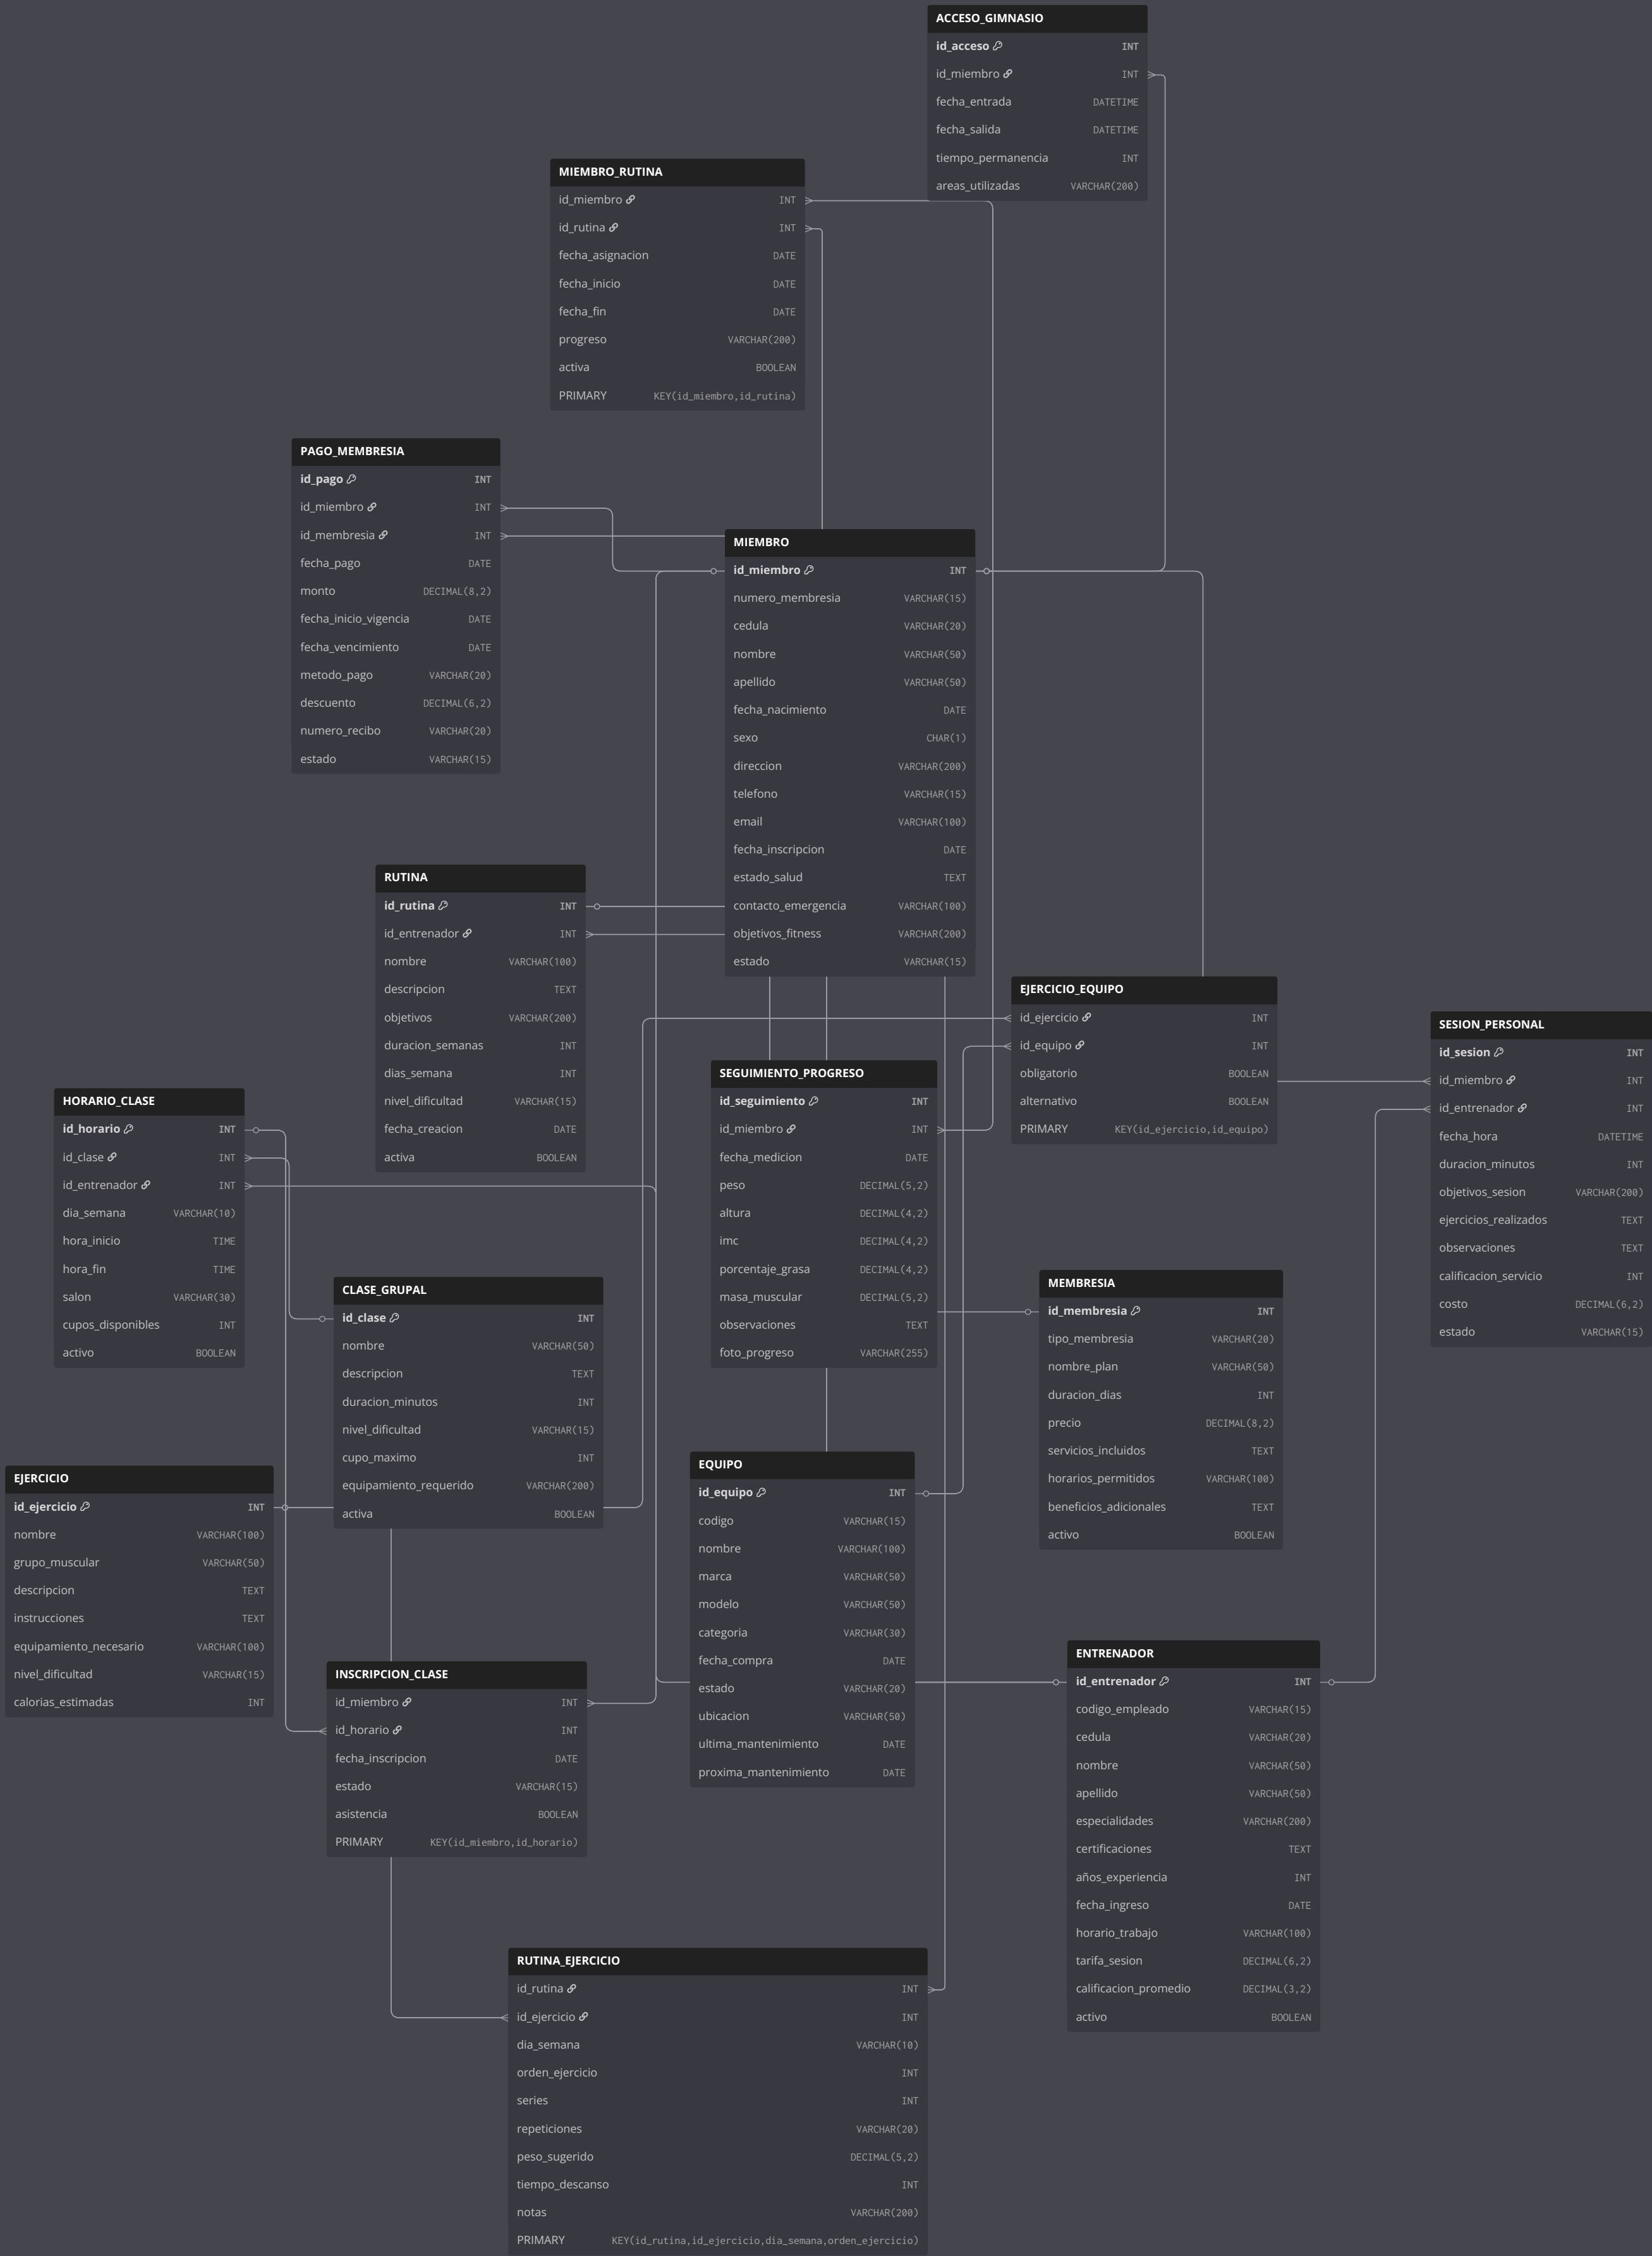 ACCESO_GIMNASIO
id_acceso INT
id_miembro INT
fecha_entrada DATETIME
fecha_salida DATETIME
tiempo_permanencia INT
areas_utilizadas VARCHAR(200)
MIEMBRO_RUTINA
id_miembro INT
id_rutina INT
fecha_asignacion DATE
fecha_inicio DATE
fecha_fin DATE
progreso VARCHAR(200)
activa BOOLEAN
PRIMARY KEY(id_miembro,id_rutina)
PAGO_MEMBRESIA
id_pago INT
id_miembro INT
id_membresia INT
fecha_pago DATE
monto DECIMAL(8,2)
fecha_inicio_vigencia DATE
fecha_vencimiento DATE
metodo_pago VARCHAR(20)
descuento DECIMAL(6,2)
numero_recibo VARCHAR(20)
estado VARCHAR(15)
MIEMBRO
id_miembro INT
numero_membresia VARCHAR(15)
cedula VARCHAR(20)
nombre VARCHAR(50)
apellido VARCHAR(50)
fecha_nacimiento DATE
sexo CHAR(1)
direccion VARCHAR(200)
telefono VARCHAR(15)
email VARCHAR(100)
fecha_inscripcion DATE
estado_salud TEXT
contacto_emergencia VARCHAR(100)
objetivos_fitness VARCHAR(200)
estado VARCHAR(15)
RUTINA
id_rutina INT
id_entrenador INT
nombre VARCHAR(100)
descripcion TEXT
objetivos VARCHAR(200)
duracion_semanas INT
dias_semana INT
nivel_dificultad VARCHAR(15)
fecha_creacion DATE
activa BOOLEAN
EJERCICIO_EQUIPO
id_ejercicio INT
id_equipo INT
obligatorio BOOLEAN
alternativo BOOLEAN
PRIMARY KEY(id_ejercicio,id_equipo)
SESION_PERSONAL
id_sesion INT
id_miembro INT
id_entrenador INT
fecha_hora DATETIME
duracion_minutos INT
objetivos_sesion VARCHAR(200)
ejercicios_realizados TEXT
observaciones TEXT
calificacion_servicio INT
costo DECIMAL(6,2)
estado VARCHAR(15)
SEGUIMIENTO_PROGRESO
id_seguimiento INT
id_miembro INT
fecha_medicion DATE
peso DECIMAL(5,2)
altura DECIMAL(4,2)
imc DECIMAL(4,2)
porcentaje_grasa DECIMAL(4,2)
masa_muscular DECIMAL(5,2)
observaciones TEXT
foto_progreso VARCHAR(255)
HORARIO_CLASE
id_horario INT
id_clase INT
id_entrenador INT
dia_semana VARCHAR(10)
hora_inicio TIME
hora_fin TIME
salon VARCHAR(30)
cupos_disponibles INT
activo BOOLEAN
CLASE_GRUPAL
id_clase INT
nombre VARCHAR(50)
descripcion TEXT
duracion_minutos INT
nivel_dificultad VARCHAR(15)
cupo_maximo INT
equipamiento_requerido VARCHAR(200)
activa BOOLEAN
MEMBRESIA
id_membresia INT
tipo_membresia VARCHAR(20)
nombre_plan VARCHAR(50)
duracion_dias INT
precio DECIMAL(8,2)
servicios_incluidos TEXT
horarios_permitidos VARCHAR(100)
beneficios_adicionales TEXT
activo BOOLEAN
EJERCICIO
id_ejercicio INT
nombre VARCHAR(100)
grupo_muscular VARCHAR(50)
descripcion TEXT
instrucciones TEXT
equipamiento_necesario VARCHAR(100)
nivel_dificultad VARCHAR(15)
calorias_estimadas INT
EQUIPO
id_equipo INT
codigo VARCHAR(15)
nombre VARCHAR(100)
marca VARCHAR(50)
modelo VARCHAR(50)
categoria VARCHAR(30)
fecha_compra DATE
estado VARCHAR(20)
ubicacion VARCHAR(50)
ultima_mantenimiento DATE
proxima_mantenimiento DATE
INSCRIPCION_CLASE
id_miembro INT
id_horario INT
fecha_inscripcion DATE
estado VARCHAR(15)
asistencia BOOLEAN
PRIMARY KEY(id_miembro,id_horario)
ENTRENADOR
id_entrenador INT
codigo_empleado VARCHAR(15)
cedula VARCHAR(20)
nombre VARCHAR(50)
apellido VARCHAR(50)
especialidades VARCHAR(200)
certificaciones TEXT
años_experiencia INT
fecha_ingreso DATE
horario_trabajo VARCHAR(100)
tarifa_sesion DECIMAL(6,2)
calificacion_promedio DECIMAL(3,2)
activo BOOLEAN
RUTINA_EJERCICIO
id_rutina INT
id_ejercicio INT
dia_semana VARCHAR(10)
orden_ejercicio INT
series INT
repeticiones VARCHAR(20)
peso_sugerido DECIMAL(5,2)
tiempo_descanso INT
notas VARCHAR(200)
PRIMARY KEY(id_rutina,id_ejercicio,dia_semana,orden_ejercicio)